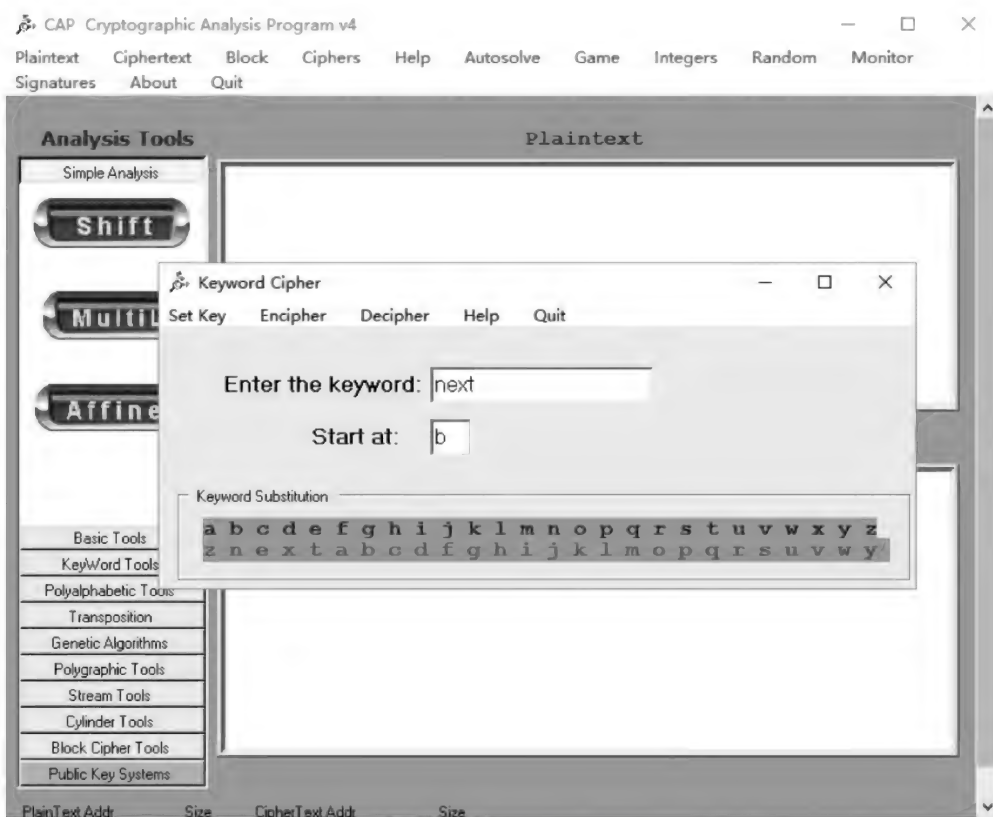 CAP Cryptographic Analysis Program v4
Plaintext Ciphertext Block Ciphers Help Autosolve Game Integers Random Monitor
Signatures About Quit
Analysis Tools
Plaintext
Simple Analysis
Shift
Keyword Cipher
Set Key Encipher Decipher Help Quit
Enter the keyword: next
Affine
Start at: b
Keyword Substitution
a b c d e f g h i j k l m n o p q r s t u v w x y z
z n e x t a b c d f g h i j k l m o p q r s u v w y
Basic Tools
KeyWord Tools
Polyalphabetic Tools
Transposition
Genetic Algorithms
Polygraphic Tools
Stream Tools
Cylinder Tools
Block Cipher Tools
Public Key Systems
PlainText Addr Size CipherText Addr Size